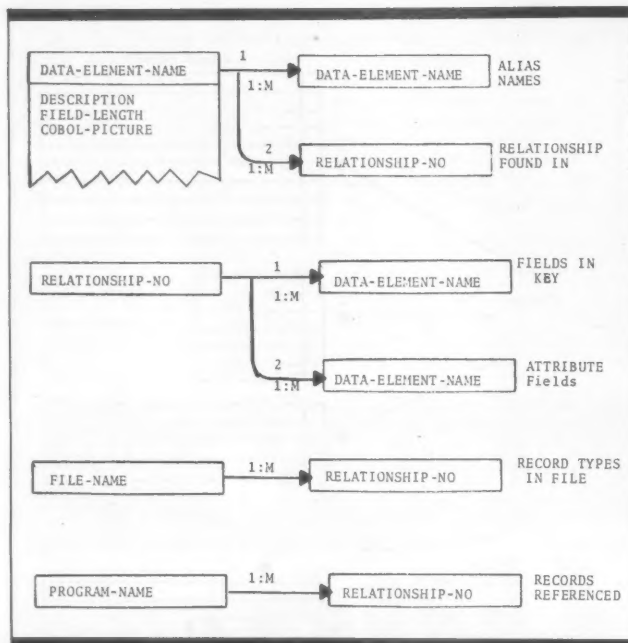 1
DATA-ELEMENT-NAME
DATA-ELEMENT-NAME
ALIAS
NAMES
1:M
DESCRIPTION
FIELD-LENGTH
COBOL-PICTURE
2
RELATIONSHIP-NO
RELATIONSHIP
FOUND IN
1:M
RELATIONSHIP-NO
1
DATA-ELEMENT-NAME
FIELDS IN
KEY
1:M
2
DATA-ELEMENT-NAME
ATTRIBUTE
Fields
1:M
FILE-NAME
1:M
RELATIONSHIP-NO
RECORD TYPES
IN FILE
PROGRAM-NAME
1:M
RELATIONSHIP-NO
RECORDS
REFERENCED